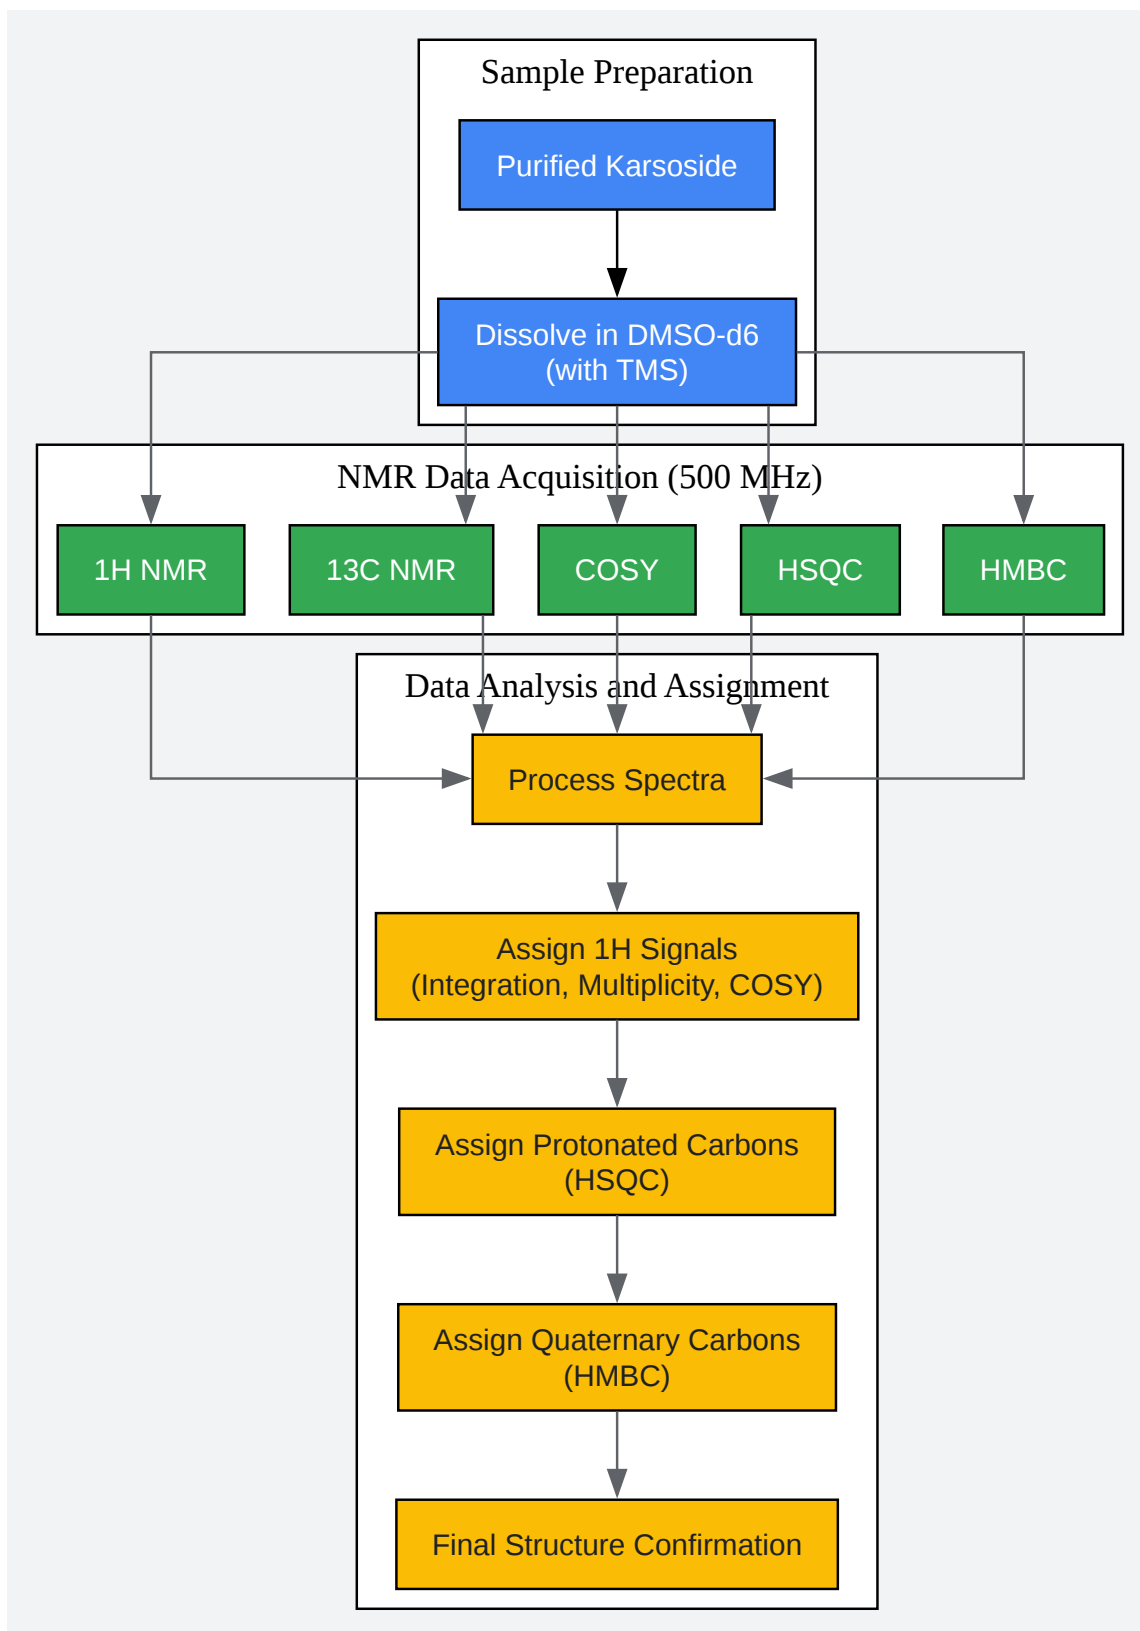 Sample Preparation
Purified Karsoside
Dissolve in DMSO-d6
(with TMS)
NMR Data Acquisition (500 MHz)
1H NMR
13C NMR
COSY
HSQC
HMBC
Data Analysis and Assignment
Process Spectra
Assign 1H Signals
(Integration, Multiplicity, COSY)
Assign Protonated Carbons
(HSQC)
Assign Quaternary Carbons
(HMBC)
Final Structure Confirmation